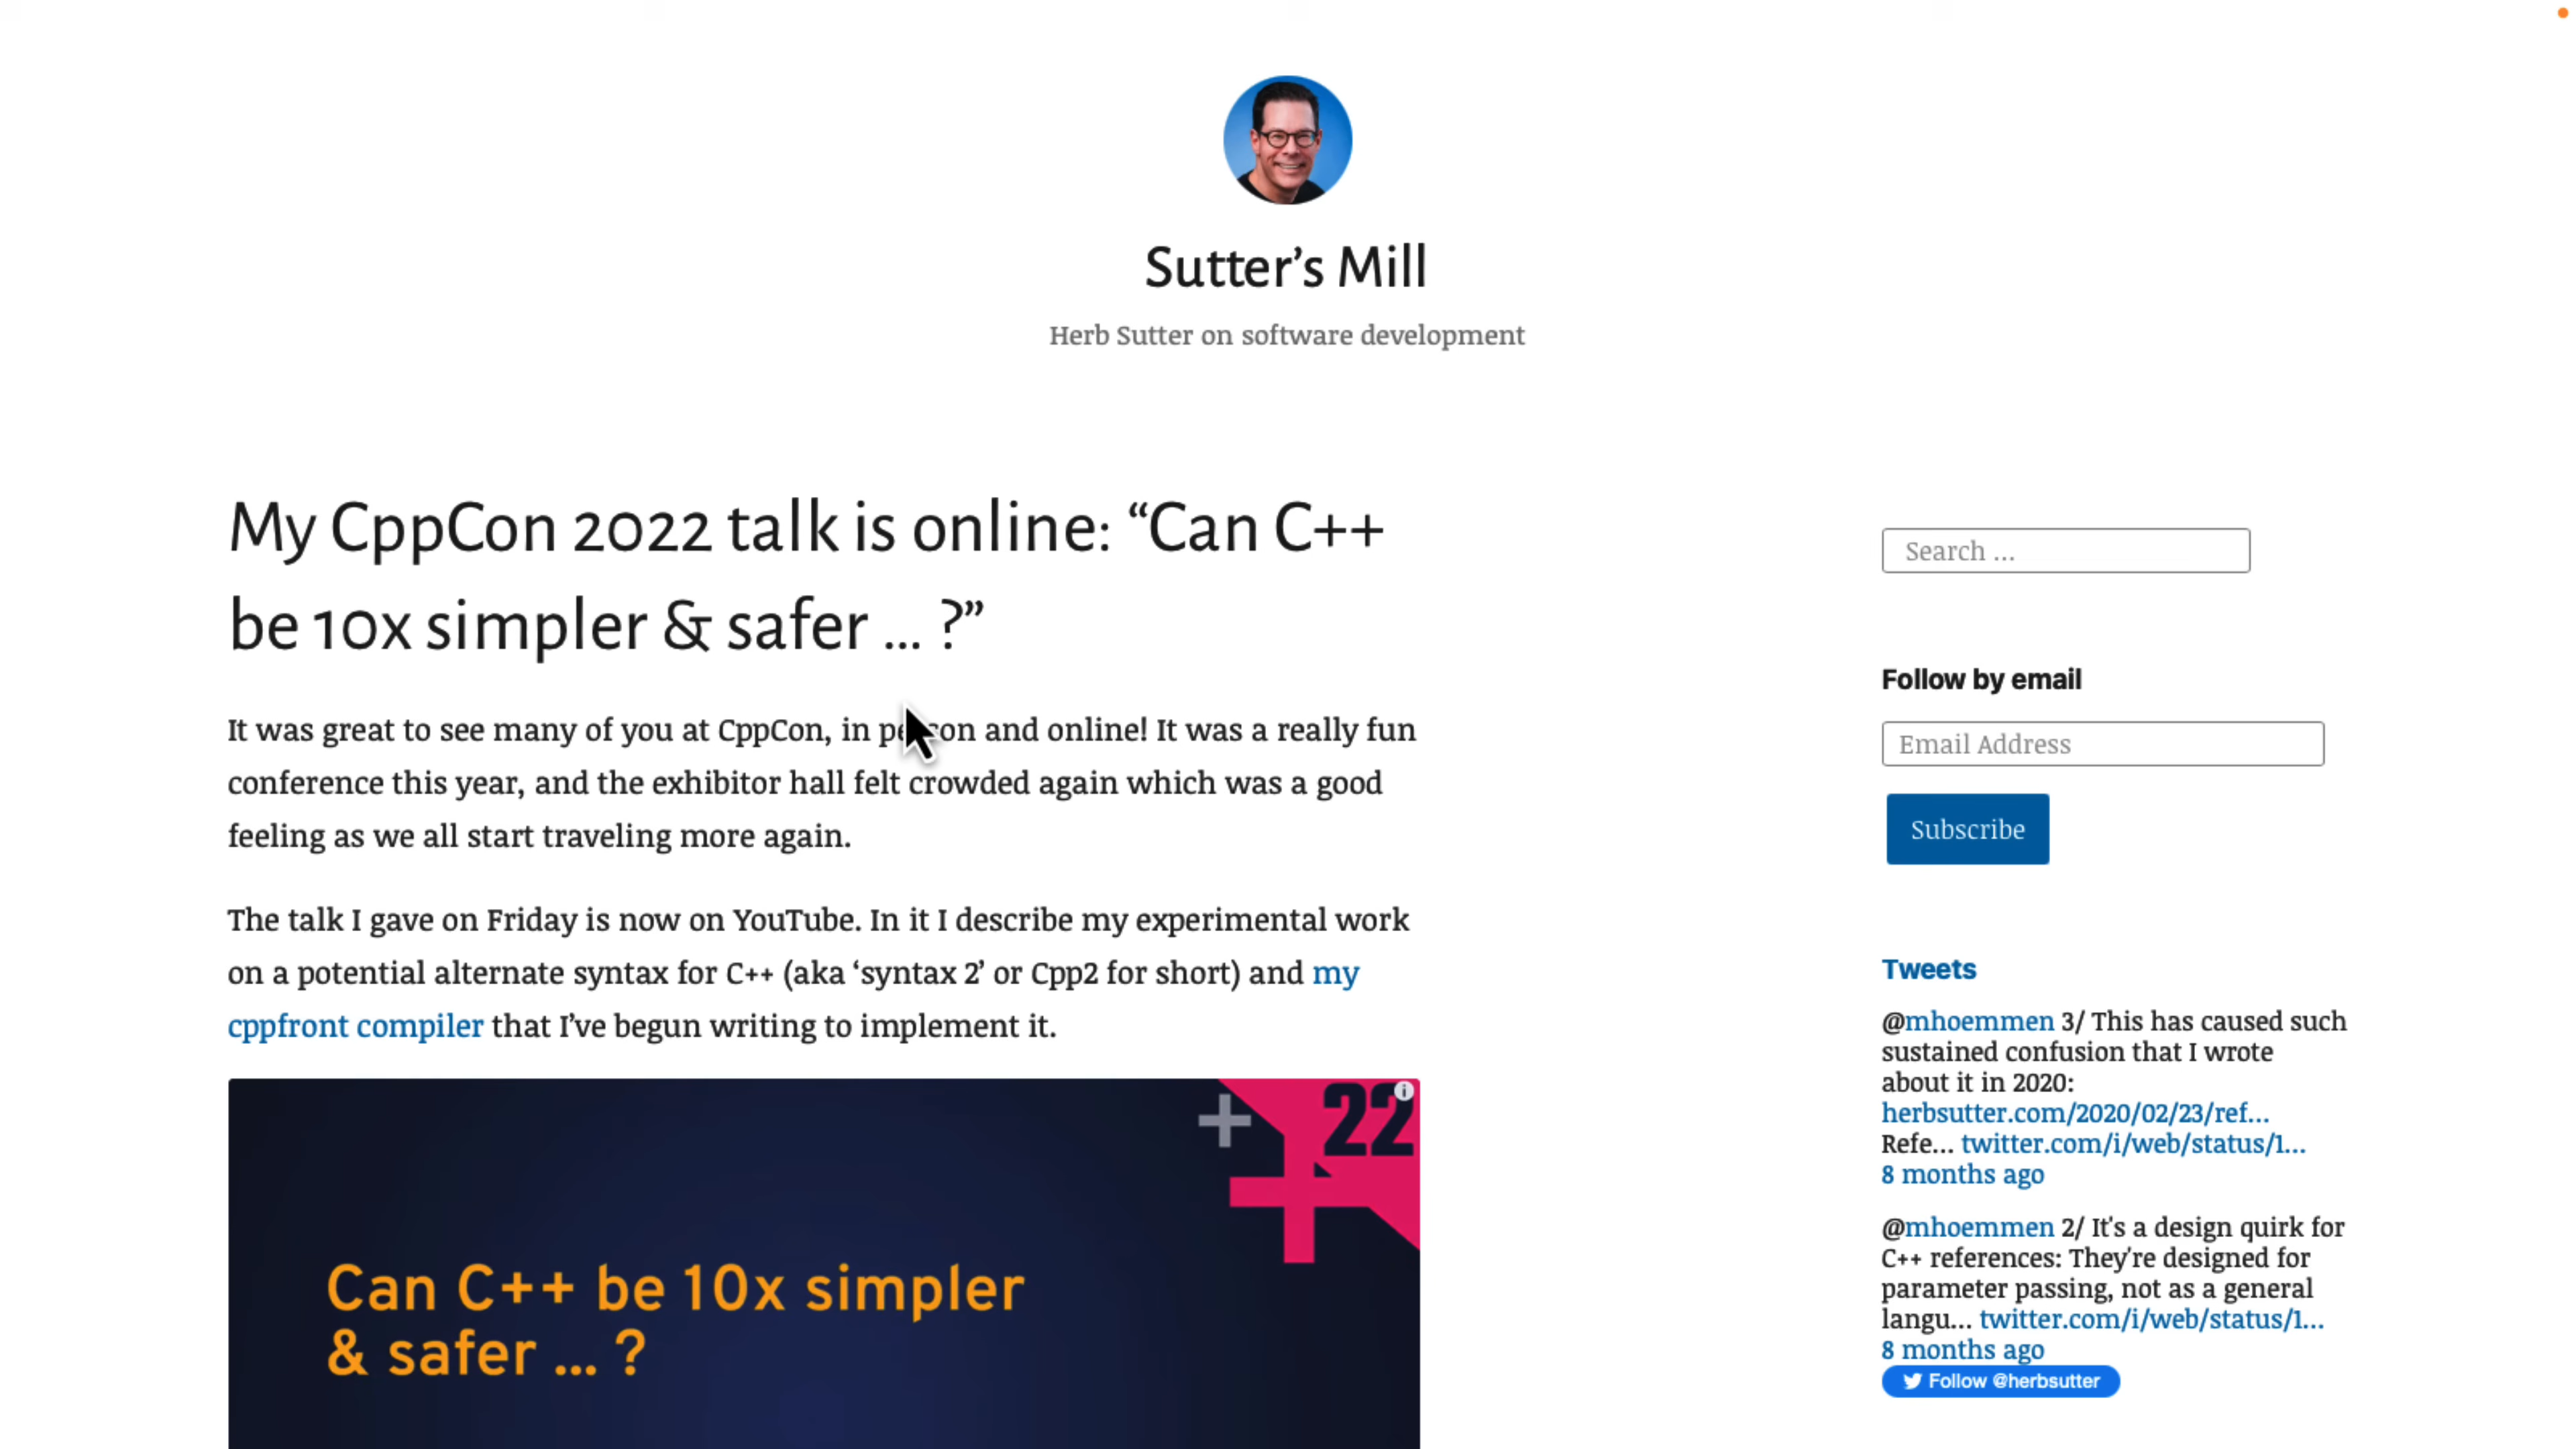 Sutter’s Mill
Herb Sutter on software development
My CppCon 2022 talk is online: “Can C++
be 10x simpler & safer … ?”
It was great to see many of you at CppCon, in person and online! It was a really fun
conference this year, and the exhibitor hall felt crowded again which was a good
feeling as we all start traveling more again.
The talk I gave on Friday is now on YouTube. In it I describe my experimental work
on a potential alternate syntax for C++ (aka ‘syntax 2’ or Cpp2 for short) and my
cppfront compiler that I’ve begun writing to implement it.
22
Can C++ be 10x simpler
& safer … ?
Search …
Follow by email
Email Address
Subscribe
Tweets
@mhoemmen 3/ This has caused such
sustained confusion that I wrote
about it in 2020:
herbsutter.com/2020/02/23/ref…
Refe… twitter.com/i/web/status/1…
8 months ago
@mhoemmen 2/ It's a design quirk for
C++ references: They're designed for
parameter passing, not as a general
langu… twitter.com/i/web/status/1…
8 months ago
Follow @herbsutter